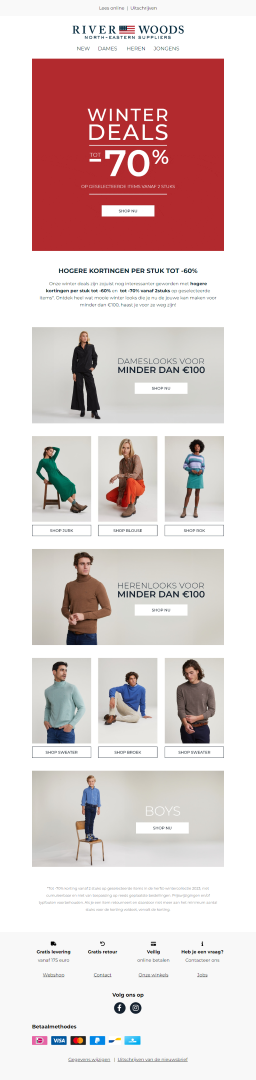 Lees online | Uitschrijven
RIVER WOODS
NORTH-EASTERN SUPPLIERS
NEW DAMES HEREN JONGENS
WINTER
DEALS
TOT
-70%
OP GESELECTEERDE ITEMS VANAF 2 STUKS
SHOP NU
HOGERE KORTINGEN PER STUK TOT -60%
Onze winter deals zijn zojuist nog interessanter geworden met hogere
kortingen per stuk tot -60% en tot -70% vanaf 2stuks op geselecteerde
items*. Ontdek heel wat mooie winter looks die je nu de jouwe kan maken voor
minder dan €100, haast je voor ze weg zijn!
DAMESLOOKS VOOR
MINDER DAN €100
SHOP NU
SHOP JURK SHOP BLOUSE SHOP ROK
HERENLOOKS VOOR
MINDER DAN €100
SHOP NU
SHOP SWEATER SHOP BROEK SHOP SWEATER
BOYS
SHOP NU
Gratis levering Gratis retour Veilig Heb je een vraag?
vanaf 175 euro online betalen Contacteer ons
Webshop Contact Onze winkels Jobs
Volg ons op
Betaalmethodes
VISA PayPal
Gegevens wijzigen | Uitschrijven van de nieuwsbrief